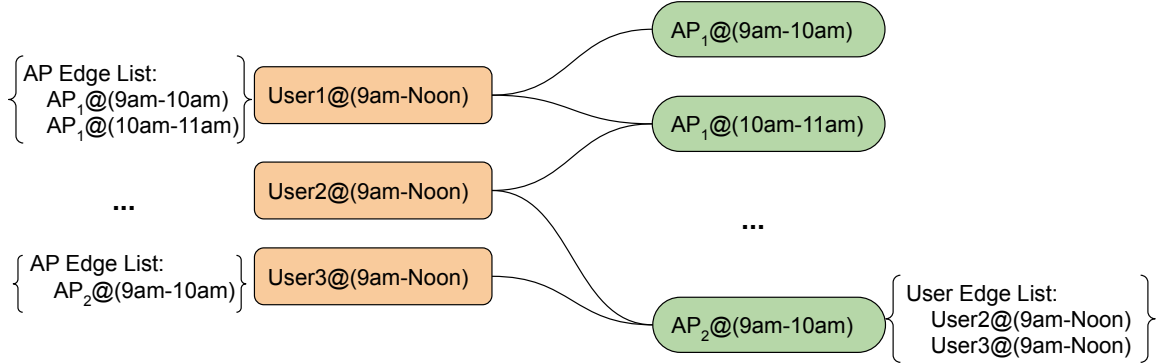 AP₁@(9am-10am)
AP Edge List:
AP₁@(9am-10am)
AP₁@(10am-11am)
User1@(9am-Noon)
AP₁@(10am-11am)
User2@(9am-Noon)
...
...
AP Edge List:
AP₂@(9am-10am)
User3@(9am-Noon)
AP₂@(9am-10am)
User Edge List:
User2@(9am-Noon)
User3@(9am-Noon)